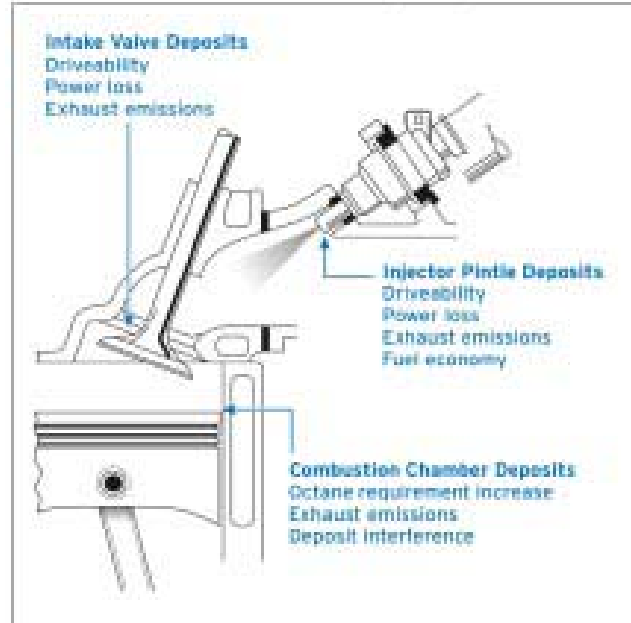 Intake Valve Deposits
Driveability
Power loss
Exhaust emissions
Injector Pintle Deposits
Driveability
Power loss
Exhaust emissions
Fuel economy
Combustion Chamber Deposits
Octane requirement increase
Exhaust emissions
Deposit interference